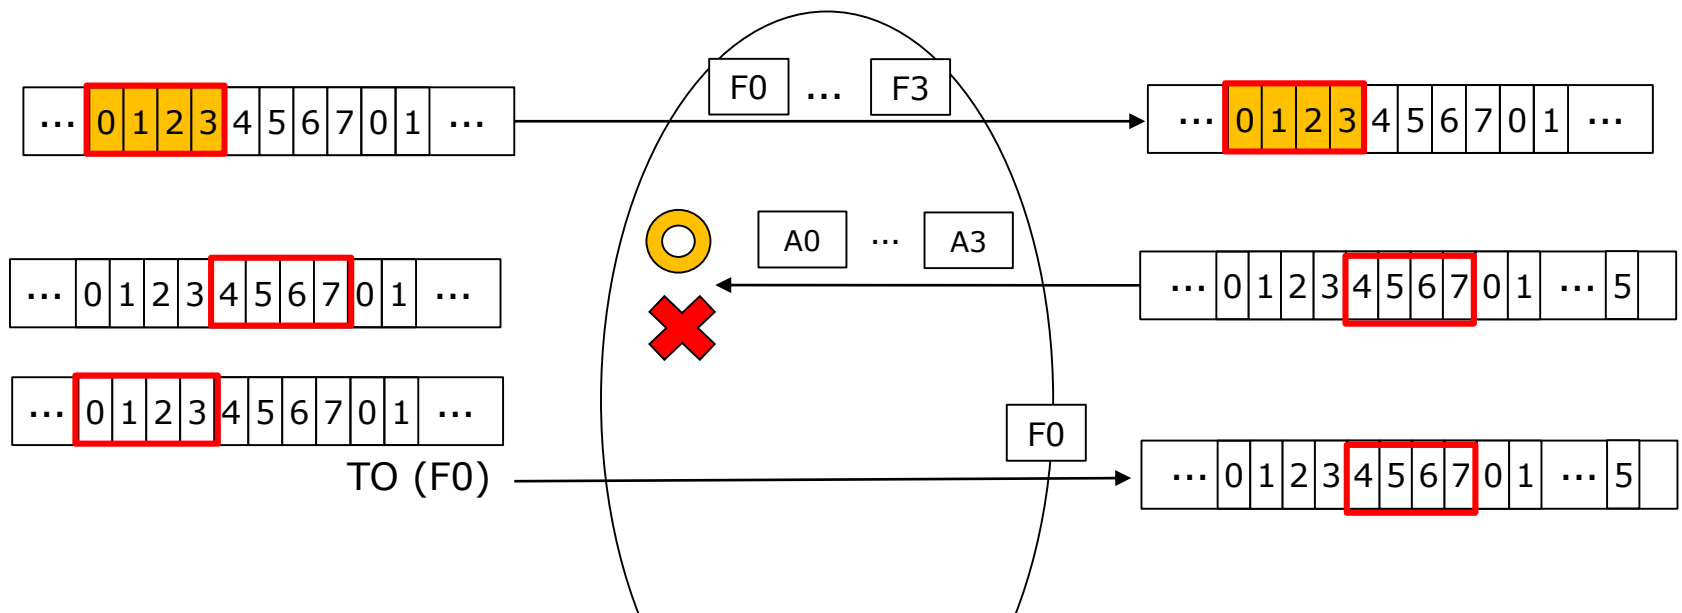 F0 ... F3
... 0 1 2 3 4 5 6 7 0 1 ...
... 0 1 2 3 4 5 6 7 0 1 ...
A0 ... A3
... 0 1 2 3 4 5 6 7 0 1 ...
... 0 1 2 3 4 5 6 7 0 1 ... 5
... 0 1 2 3 4 5 6 7 0 1 ...
F0
TO (F0)
... 0 1 2 3 4 5 6 7 0 1 ... 5